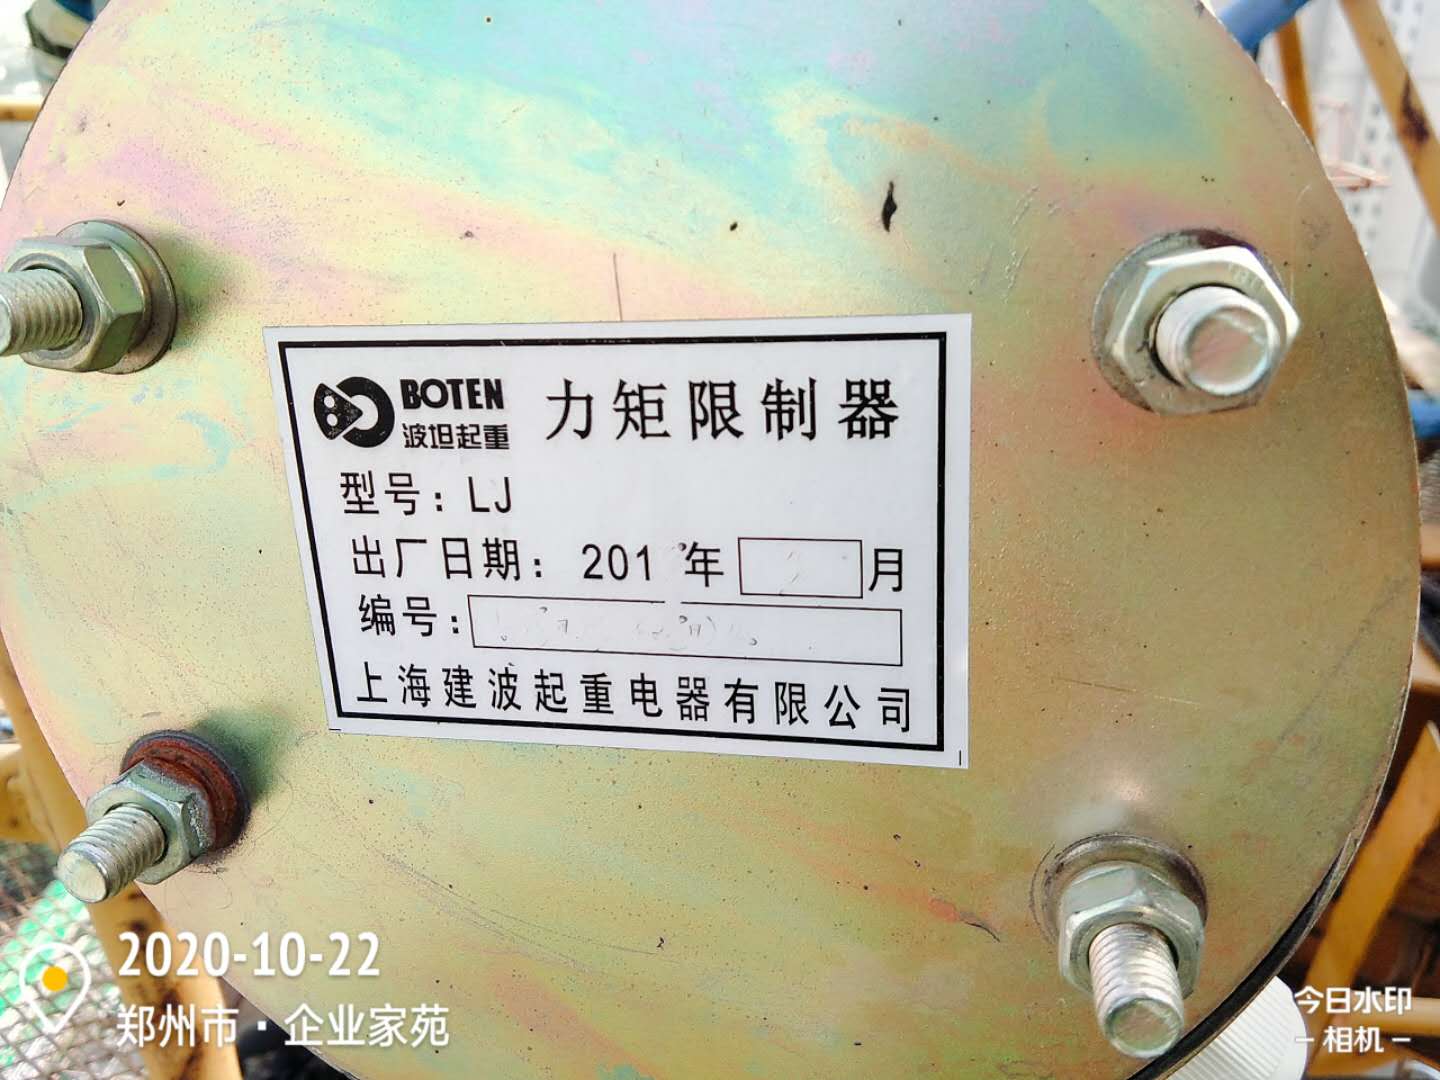 BOTEN
波坦起重
力矩限制器
型号：LJ
出厂日期：201 年 月
编号：
上海建波起重电器有限公司
2020-10-22
郑州市·企业家苑
今日水印
–相机–